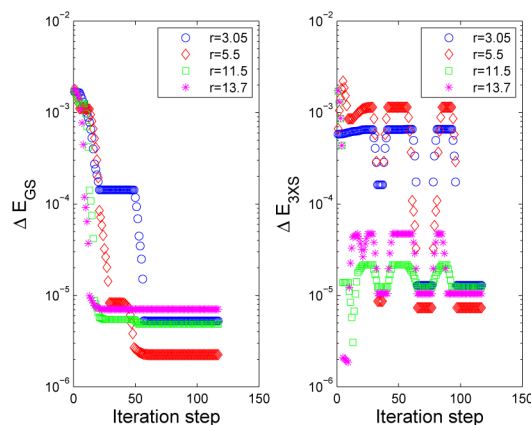 10^-2
10^-3
10^-4
10^-5
10^-6
Δ E_GS
0 50 100 150
Iteration step
r=3.05
r=5.5
r=11.5
r=13.7
10^-2
10^-3
10^-4
10^-5
10^-6
Δ E_3XS
0 50 100 150
Iteration step
r=3.05
r=5.5
r=11.5
r=13.7